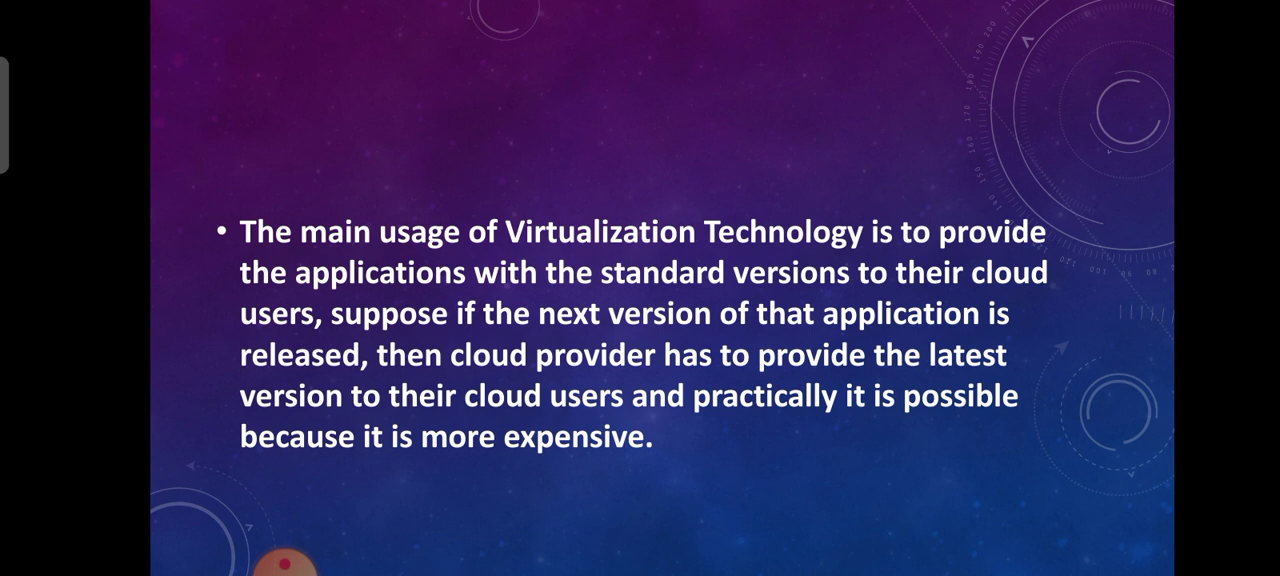 • The main usage of Virtualization Technology is to provide
the applications with the standard versions to their cloud
users, suppose if the next version of that application is
released, then cloud provider has to provide the latest
version to their cloud users and practically it is possible
because it is more expensive.